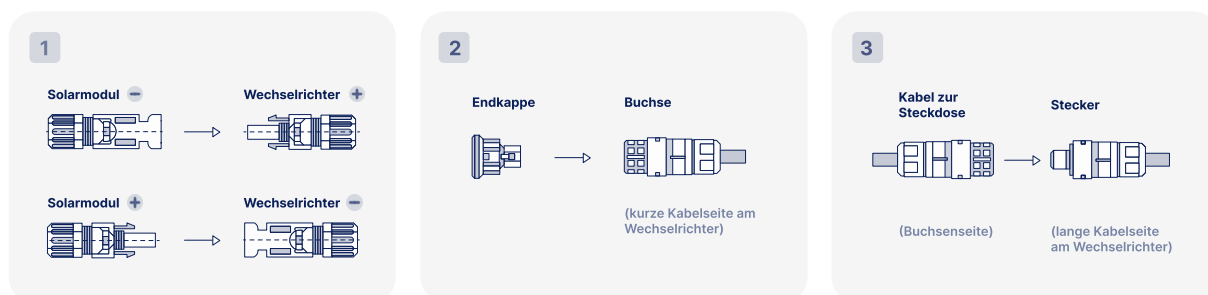 1
Solarmodul −
Wechselrichter +
Solarmodul +
Wechselrichter −
2
Endkappe
Buchse
(kurze Kabelseite am
Wechselrichter)
3
Kabel zur
Steckdose
Stecker
(Buchsenseite)
(lange Kabelseite
am Wechselrichter)